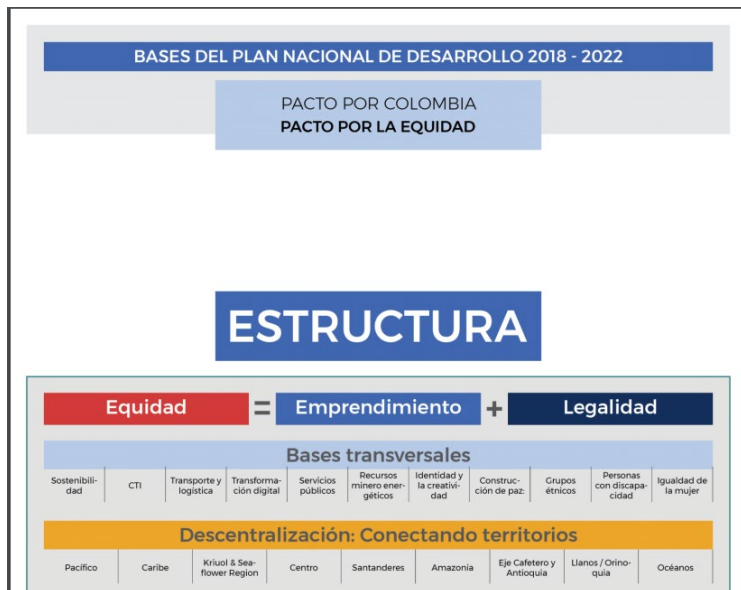 BASES DEL PLAN NACIONAL DE DESARROLLO 2018 - 2022
PACTO POR COLOMBIA
PACTO POR LA EQUIDAD
ESTRUCTURA
Equidad = Emprendimiento + Legalidad
Bases transversales
Sostenibili-
dad
CTI
Transporte y
logística
Transforma-
ción digital
Servicios
públicos
Recursos
minero ener-
géticos
Identidad y
la creativi-
dad
Construc-
ción de paz:
Grupos
étnicos
Personas
con discapa-
cidad
Igualdad de
la mujer
Descentralización: Conectando territorios
Pacífico
Caribe
Kriuol & Sea-
flower Region
Centro
Santanderes
Amazonía
Eje Cafetero y
Antioquia
Llanos / Orino-
quia
Océanos